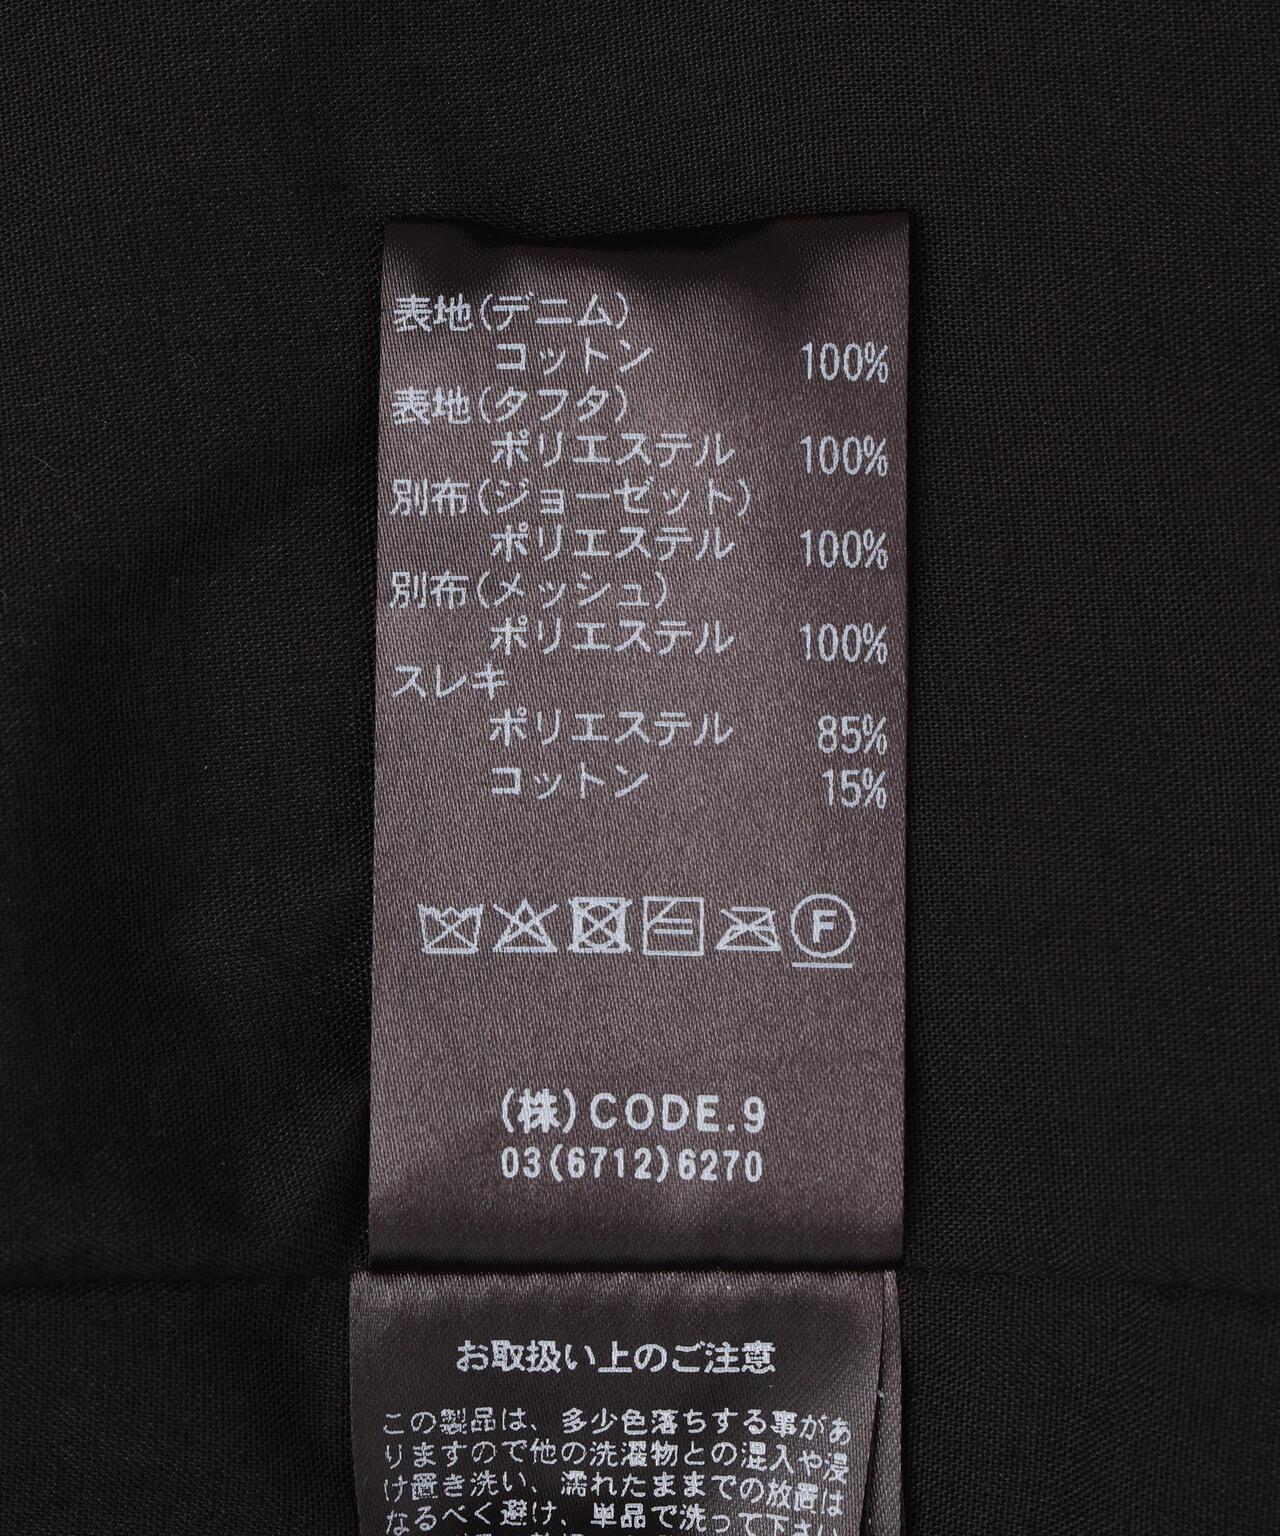 表地(デニム)
コットン 100%
表地(タフタ)
ポリエステル 100%
別布(ジョーゼット)
ポリエステル 100%
別布(メッシュ)
ポリエステル 100%
スレキ
ポリエステル 85%
コットン 15%
F
(株)CODE.9
03(6712)6270
お取扱い上のご注意
この製品は、多少色落ちする事があ
りますので他の洗濯物との混入や浸
け置き洗い、濡れたままでの放置は
なるべく避け、単品で洗って下さい